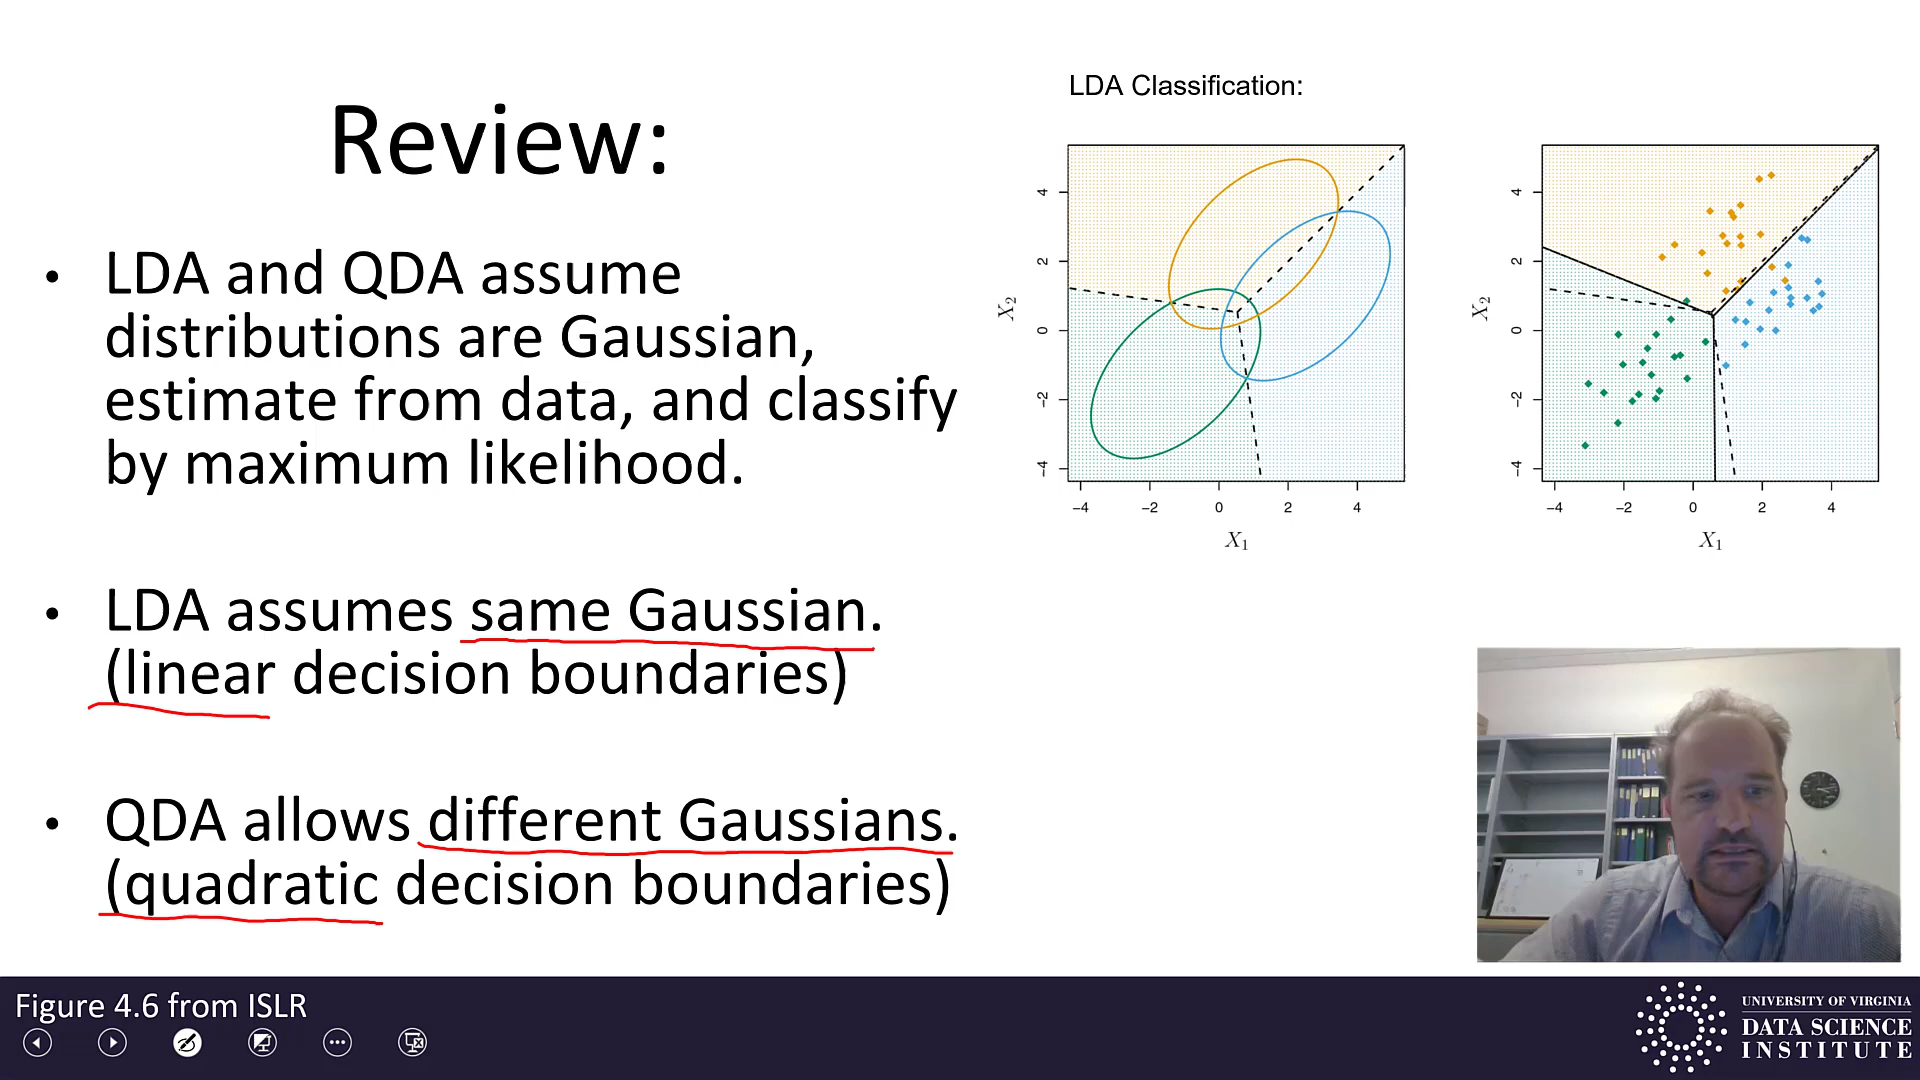 Review:
• LDA and QDA assume
distributions are Gaussian,
estimate from data, and classify
by maximum likelihood.
• LDA assumes same Gaussian.
(linear decision boundaries)
• QDA allows different Gaussians.
(quadratic decision boundaries)
LDA Classification:
4
2
0
−2
−4
X2
−4 −2 0 2 4
X1
4
2
0
−2
−4
X2
−4 −2 0 2 4
X1
Figure 4.6 from ISLR
UNIVERSITY OF VIRGINIA
DATA SCIENCE
INSTITUTE